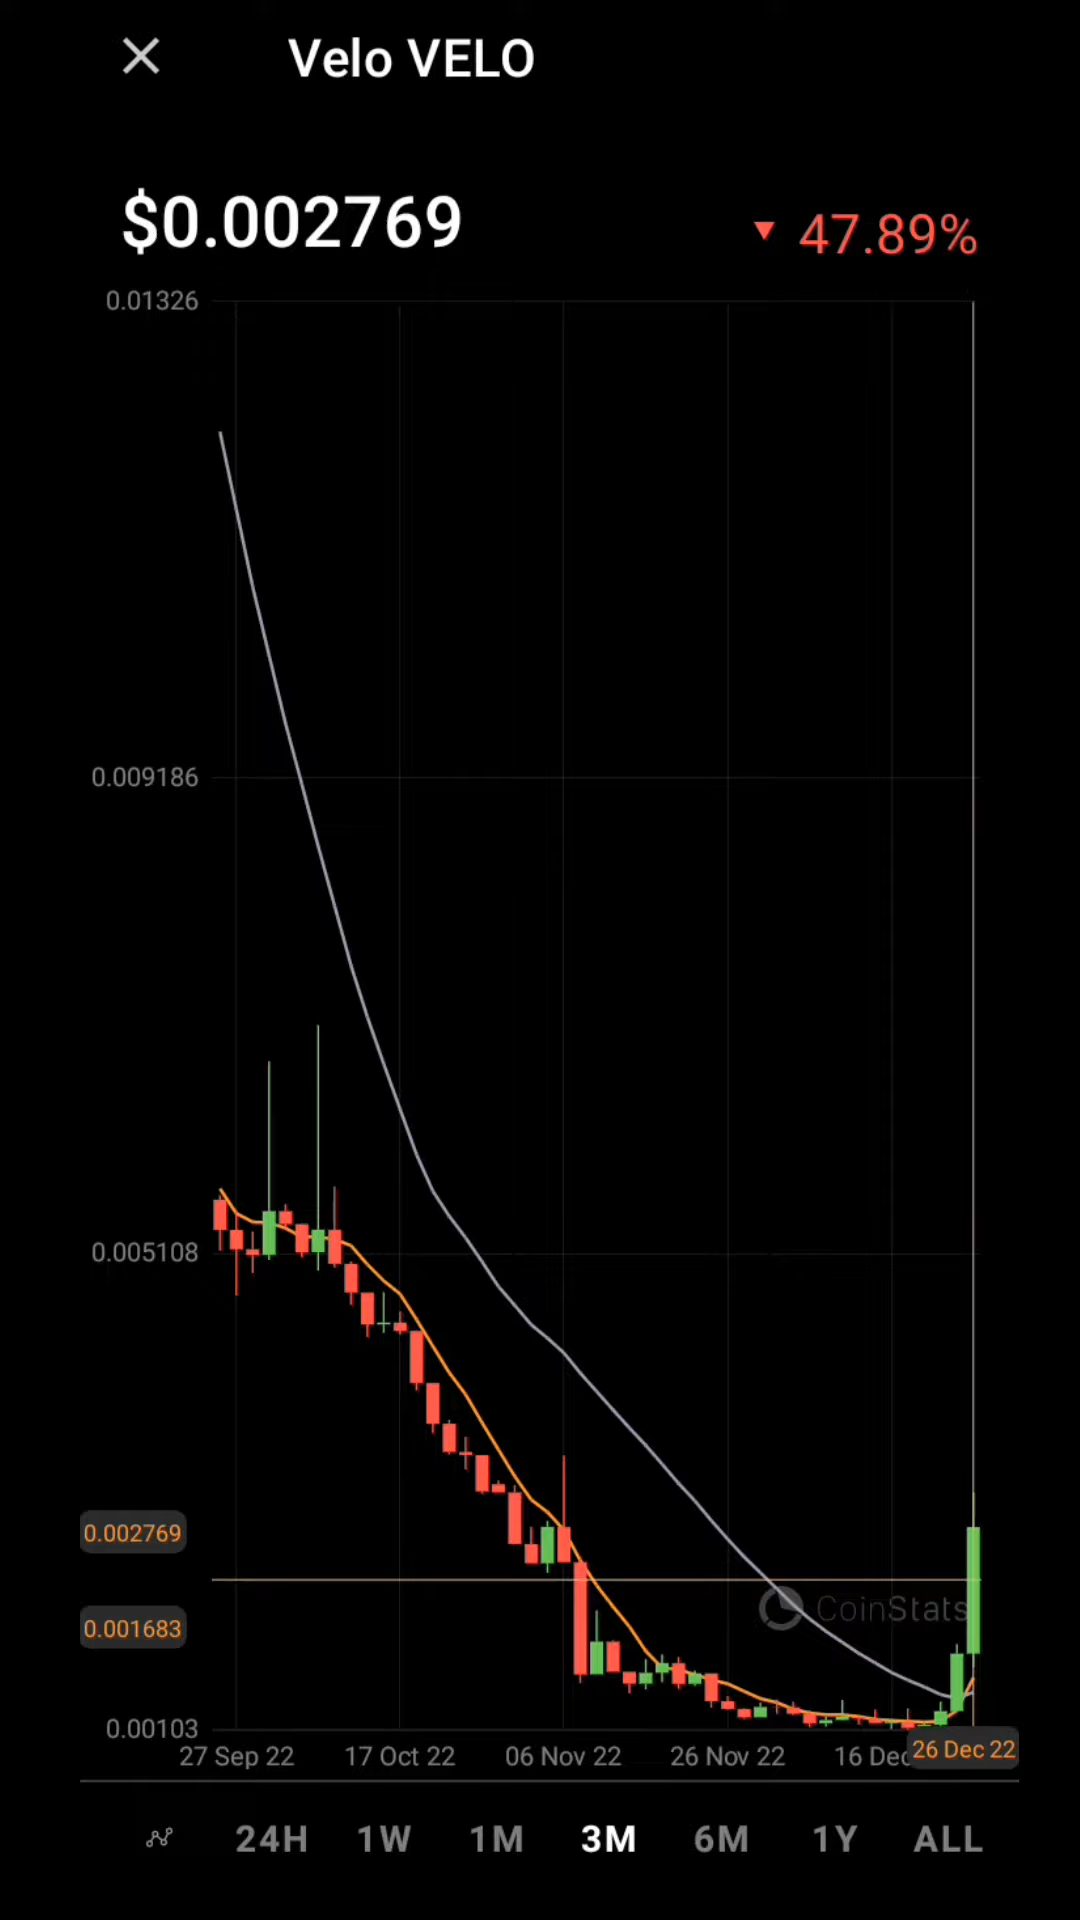 Velo VELO
$0.002769
▼ 47.89%
0.01326
0.009186
0.005108
0.002769
CoinStats
0.001683
0.00103
27 Sep 22
17 Oct 22
06 Nov 22
26 Nov 22
16 Dec
26 Dec 22
24H
1W
1M
3M
6M
1Y
ALL